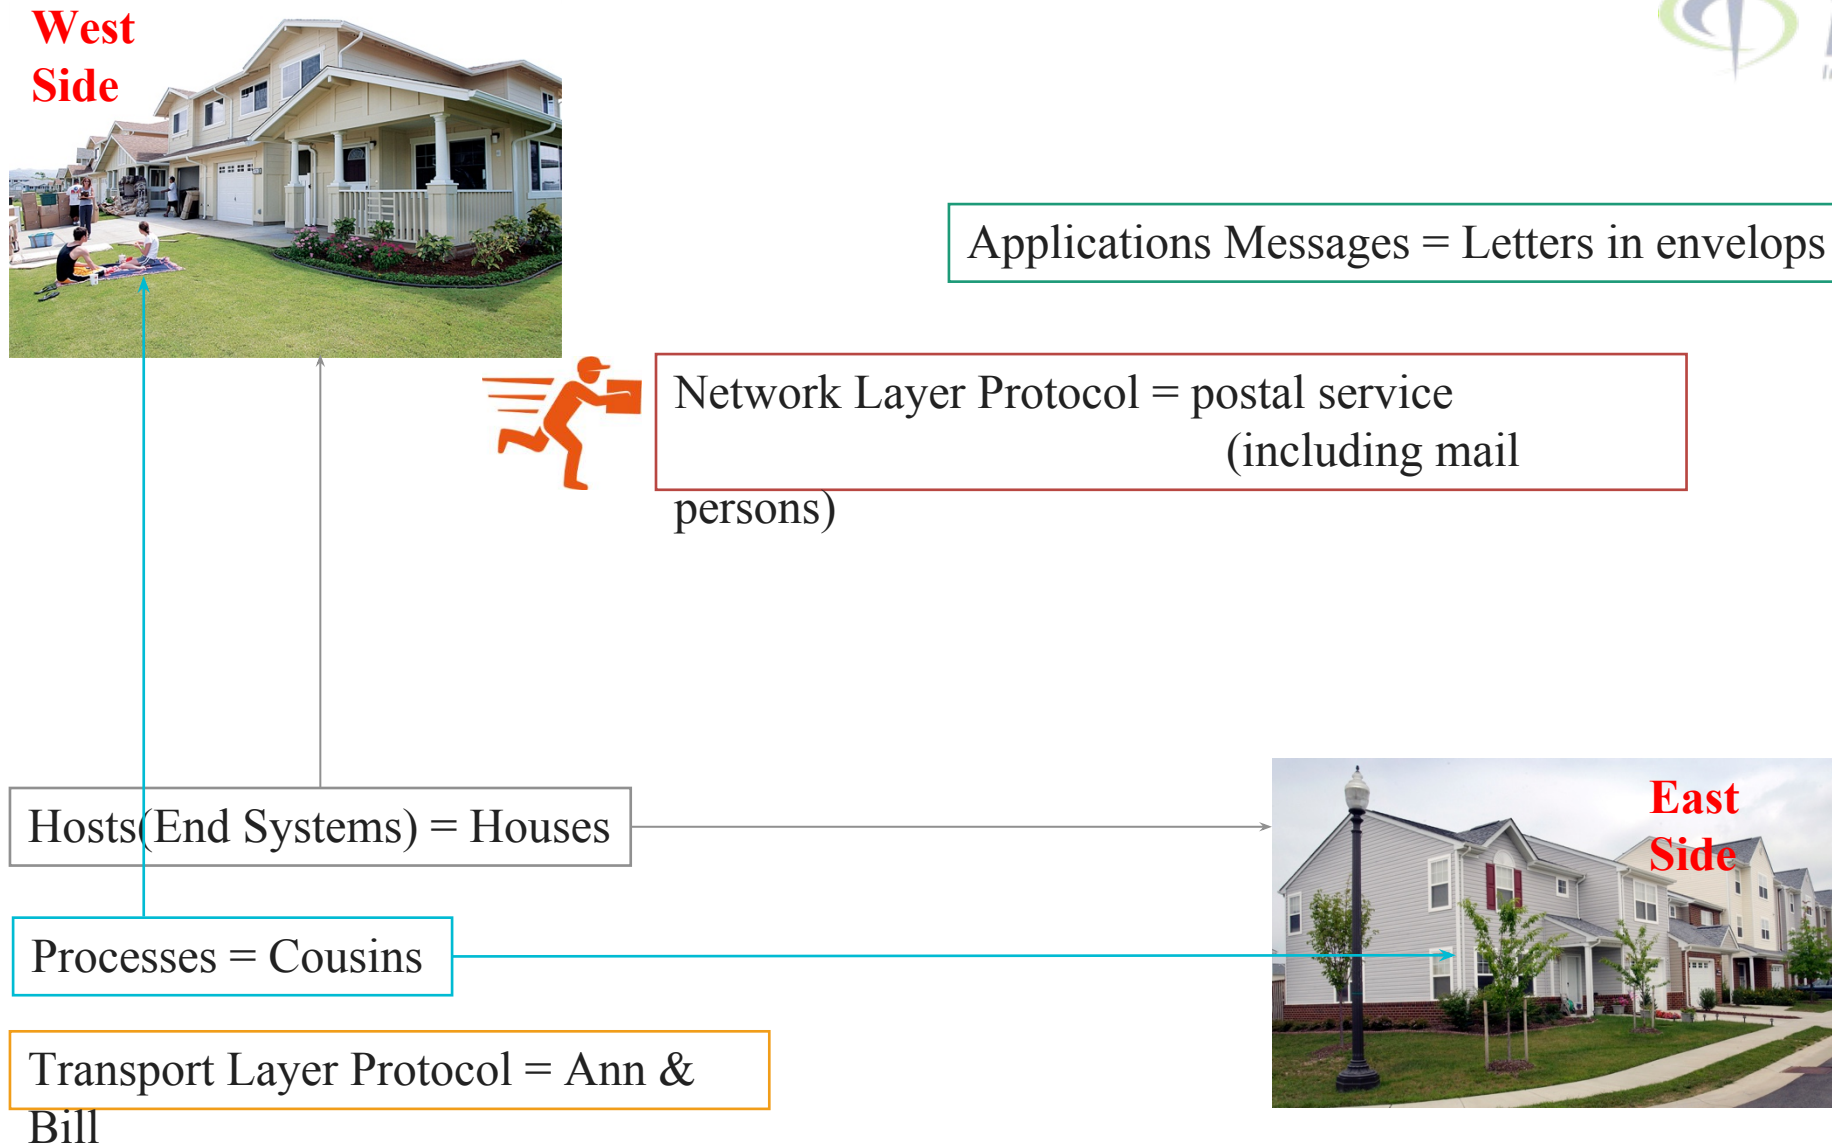 West
Side
Applications Messages = Letters in envelops
Network Layer Protocol = postal service
(including mail
persons)
Hosts(End Systems) = Houses
East
Side
Processes = Cousins
Transport Layer Protocol = Ann &
Bill